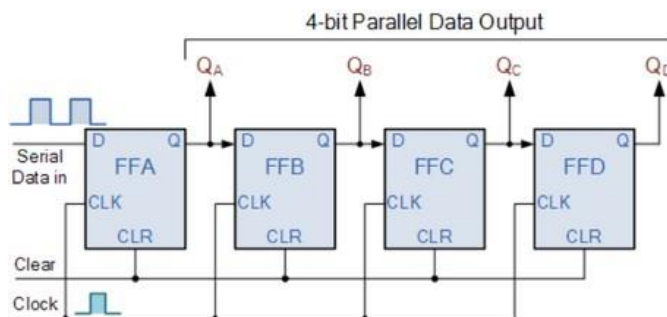 4-bit Parallel Data Output
QA QB QC QD
D Q D Q D Q D Q
FFA FFB FFC FFD
Serial
Data in
CLK CLK CLK CLK
CLR CLR CLR CLR
Clear
Clock